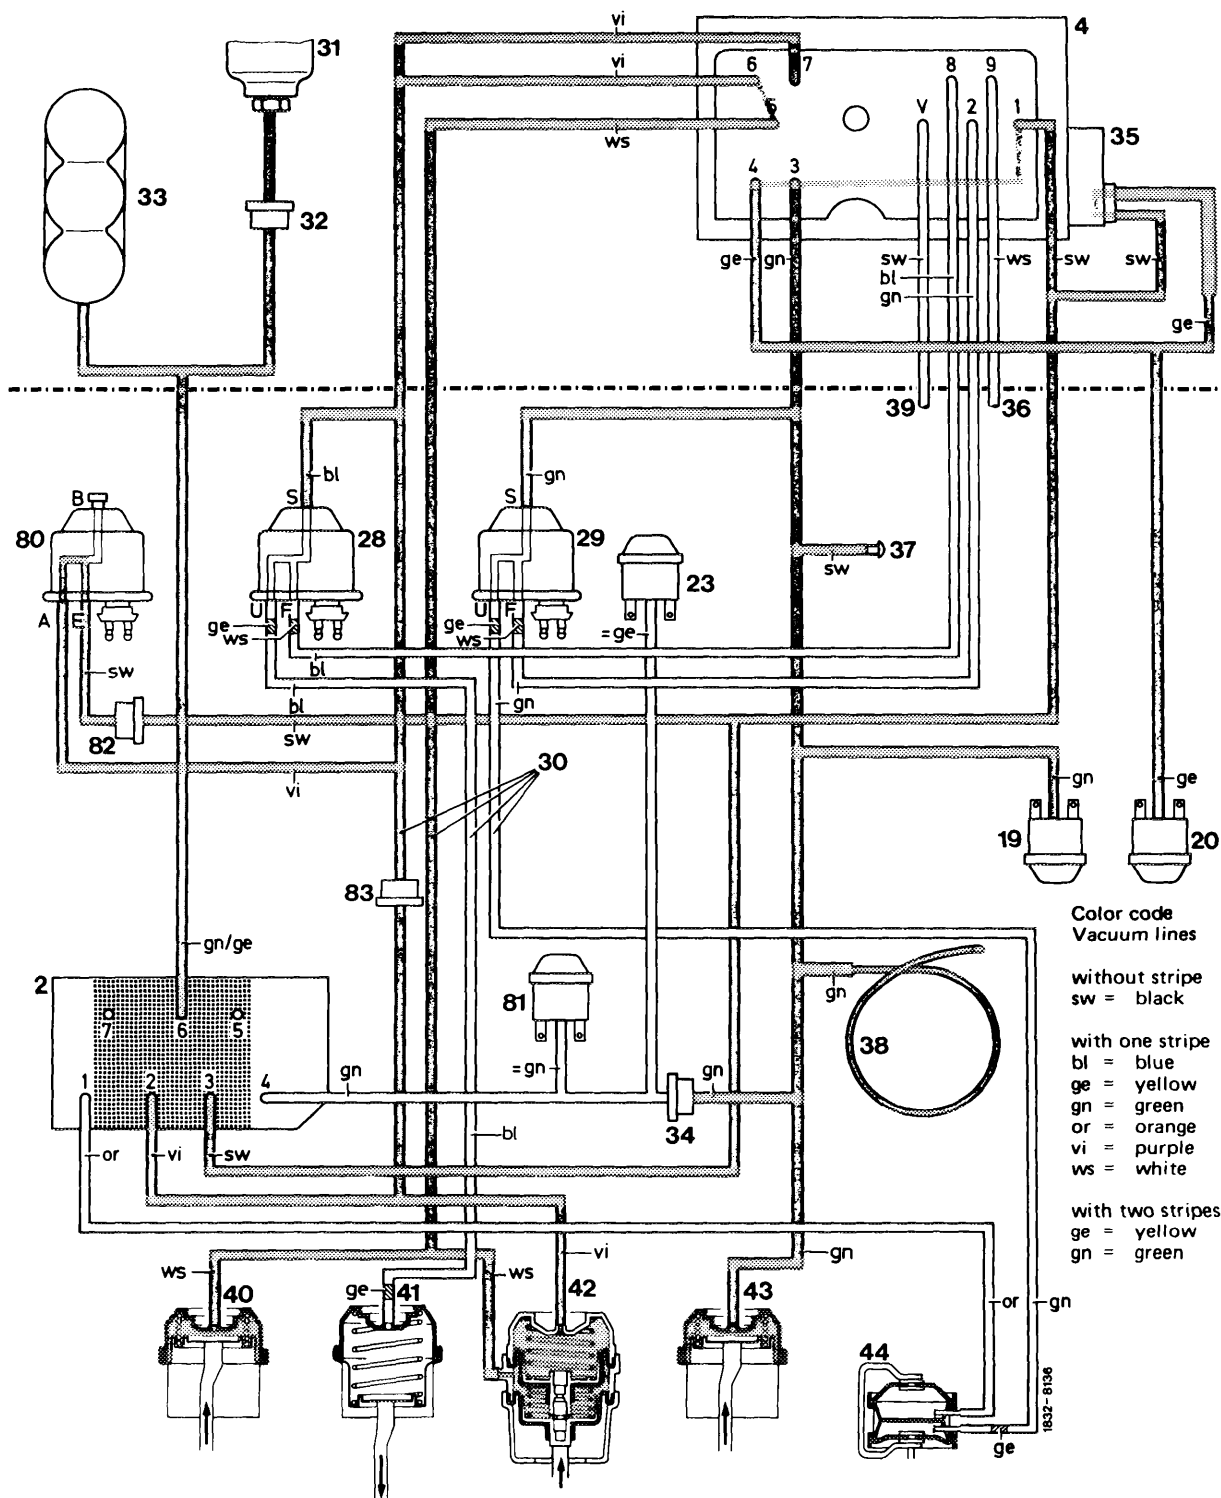 vi
4
31
vi
6
7
8
9
5
V
2
1
ws
35
33
32
4
3
ge
gn
sw
ws
sw
sw
bl
gn
ge
39
36
bl
gn
B
S
S
80
28
29
23
37
sw
A
E
U
F
U
F
ge
ws
ge
ws
=ge
sw
bl
bl
gn
82
sw
30
vi
gn
ge
19
20
83
Color code
Vacuum lines
without stripe
sw = black
with one stripe
bl = blue
ge = yellow
gn = green
or = orange
vi = purple
ws = white
with two stripes
ge = yellow
gn = green
gn/ge
2
81
gn
38
7
6
5
1
2
3
4
gn
=gn
gn
34
bl
or
vi
sw
vi
gn
ws
ws
40
ge
41
42
43
or
gn
44
ge
1832-8136